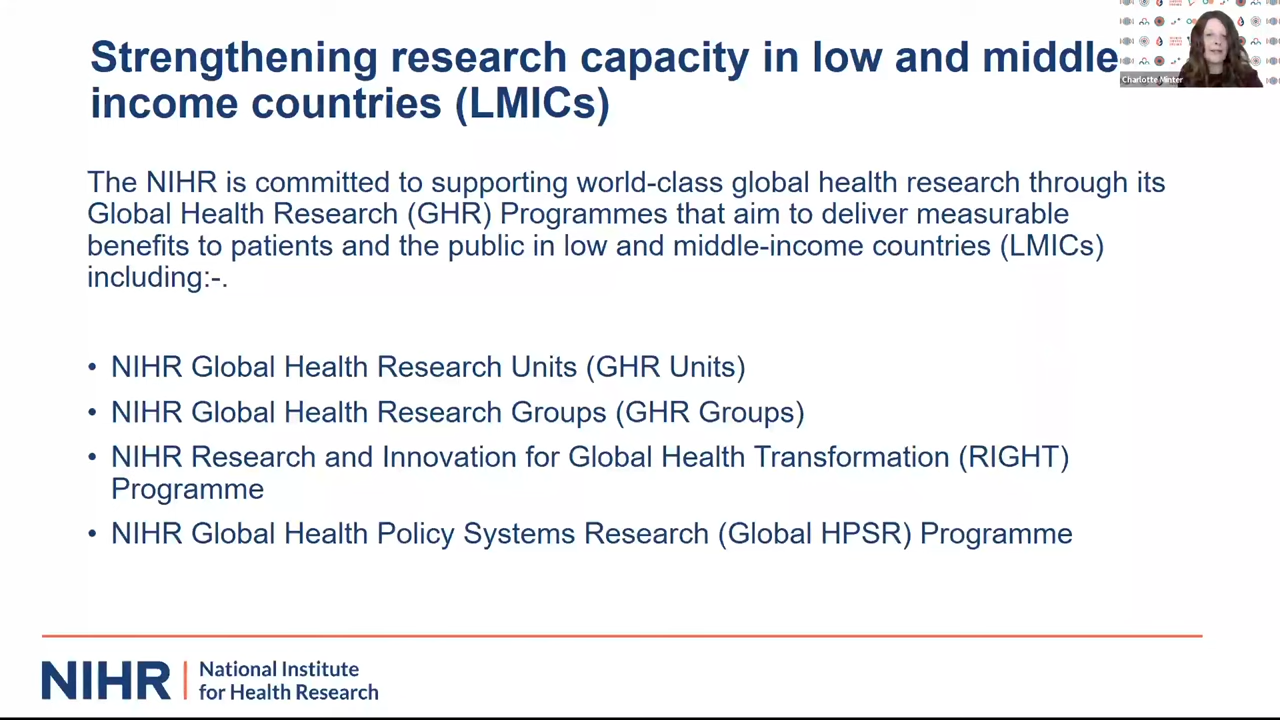 Strengthening research capacity in low and middle
income countries (LMICs)
Charlotte Minter
The NIHR is committed to supporting world-class global health research through its
Global Health Research (GHR) Programmes that aim to deliver measurable
benefits to patients and the public in low and middle-income countries (LMICs)
including:-.
• NIHR Global Health Research Units (GHR Units)
• NIHR Global Health Research Groups (GHR Groups)
• NIHR Research and Innovation for Global Health Transformation (RIGHT)
Programme
• NIHR Global Health Policy Systems Research (Global HPSR) Programme
NIHR | National Institute
for Health Research